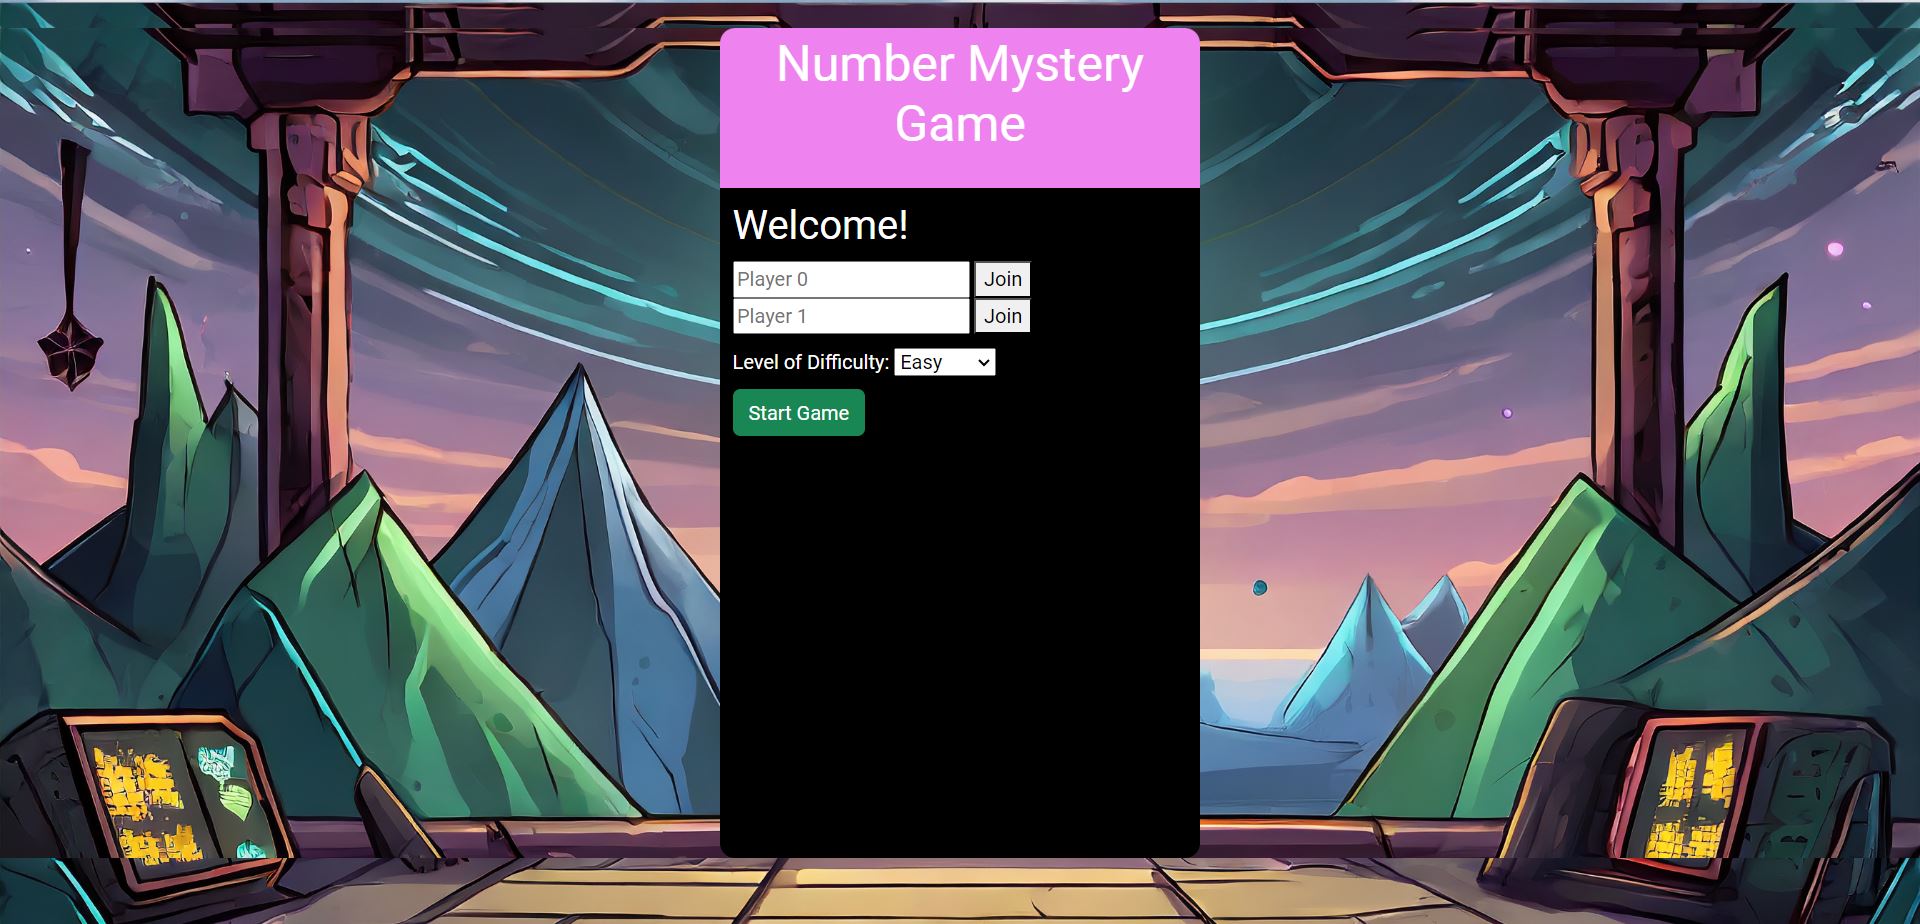 Number Mystery
Game
Welcome!
Player 0 Join
Player 1 Join
Level of Difficulty: Easy
Start Game